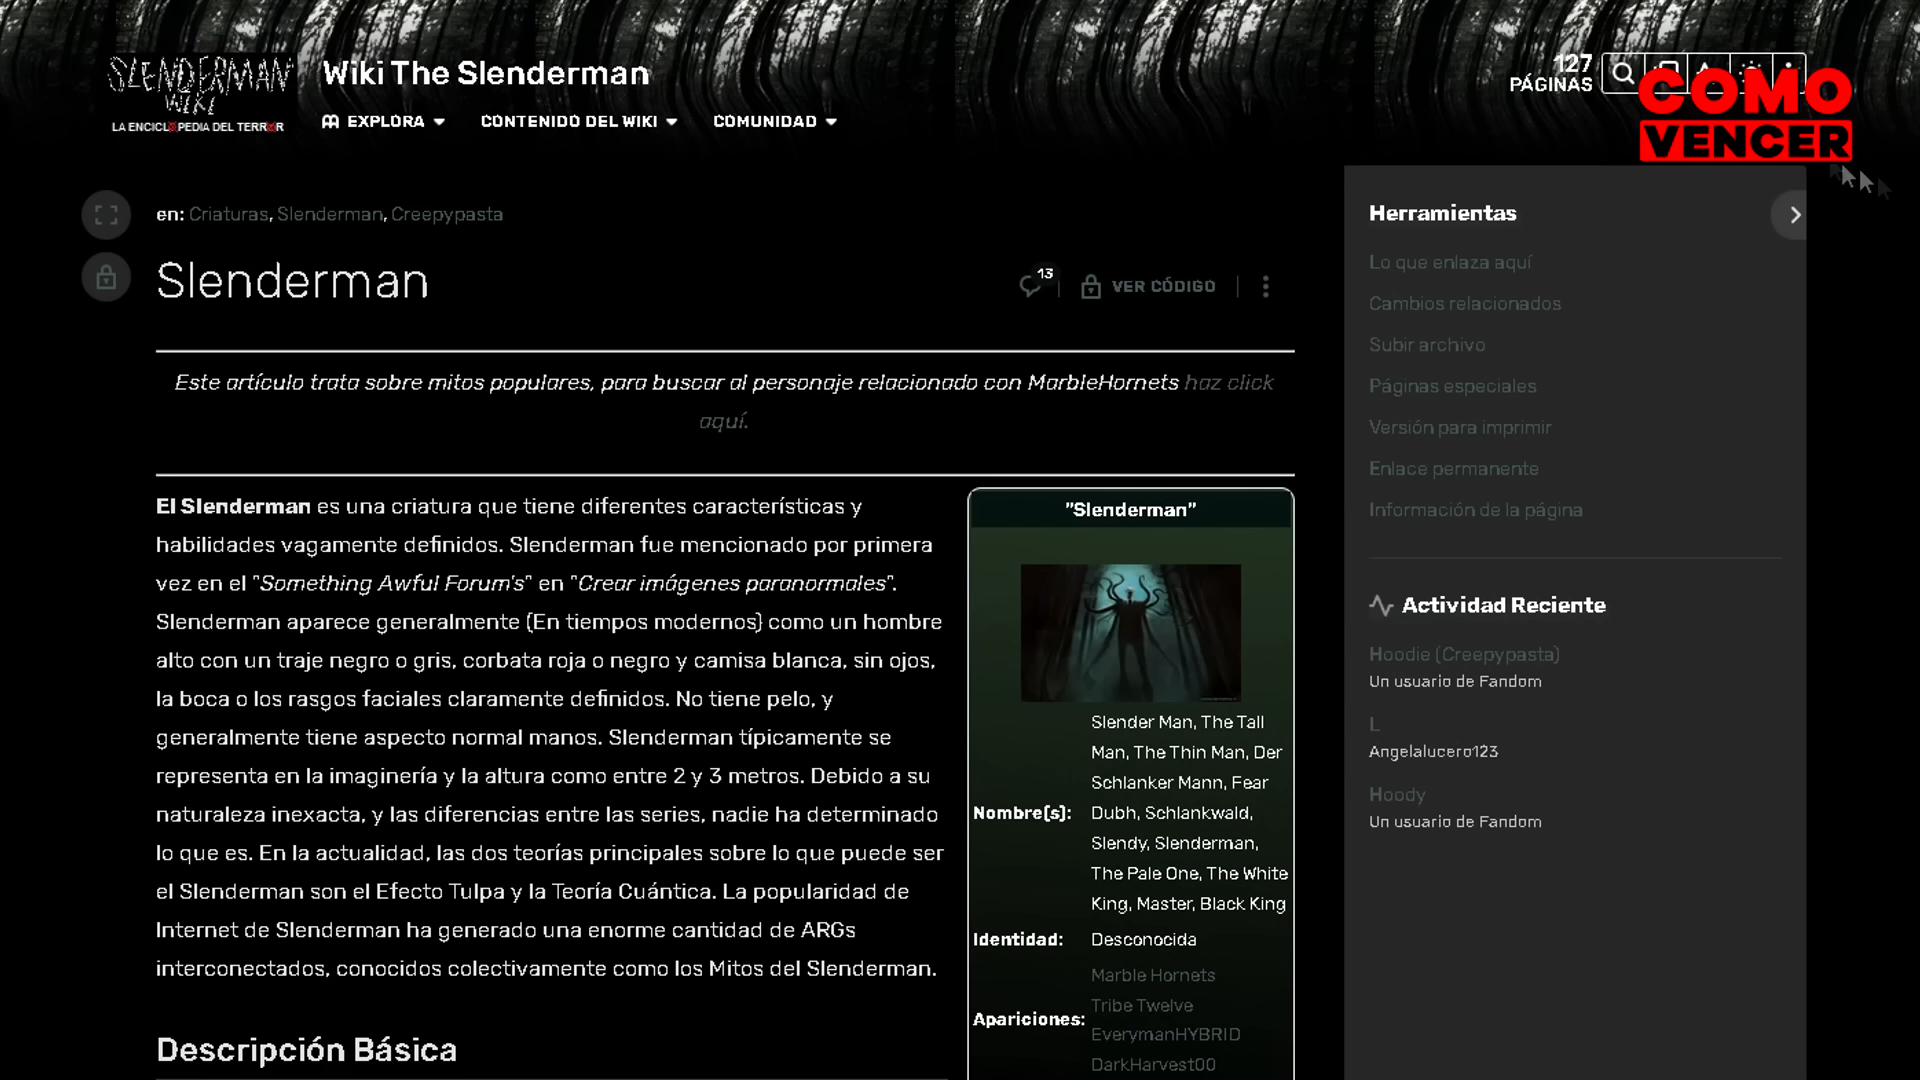 SLENDERMAN
WIKI
LA ENCICLOPEDIA DEL TERROR
Wiki The Slenderman
EXPLORA
CONTENIDO DEL WIKI
COMUNIDAD
127
PÁGINAS
COMO
VENCER
en: Criaturas, Slenderman, Creepypasta
Slenderman
13
VER CÓDIGO
Este artículo trata sobre mitos populares, para buscar al personaje relacionado con MarbleHornets haz click
aquí.
El Slenderman es una criatura que tiene diferentes características y
habilidades vagamente definidos. Slenderman fue mencionado por primera
vez en el "Something Awful Forum's" en "Crear imágenes paranormales".
Slenderman aparece generalmente (En tiempos modernos) como un hombre
alto con un traje negro o gris, corbata roja o negro y camisa blanca, sin ojos,
la boca o los rasgos faciales claramente definidos. No tiene pelo, y
generalmente tiene aspecto normal manos. Slenderman típicamente se
representa en la imaginería y la altura como entre 2 y 3 metros. Debido a su
naturaleza inexacta, y las diferencias entre las series, nadie ha determinado
lo que es. En la actualidad, las dos teorías principales sobre lo que puede ser
el Slenderman son el Efecto Tulpa y la Teoría Cuántica. La popularidad de
Internet de Slenderman ha generado una enorme cantidad de ARGs
interconectados, conocidos colectivamente como los Mitos del Slenderman.
Descripción Básica
"Slenderman"
Nombre(s):
Slender Man, The Tall
Man, The Thin Man, Der
Schlanker Mann, Fear
Dubh, Schlankwald,
Slendy, Slenderman,
The Pale One, The White
King, Master, Black King
Identidad:
Desconocida
Apariciones:
Marble Hornets
Tribe Twelve
EverymanHYBRID
DarkHarvest00
Herramientas
Lo que enlaza aquí
Cambios relacionados
Subir archivo
Páginas especiales
Versión para imprimir
Enlace permanente
Información de la página
Actividad Reciente
Hoodie (Creepypasta)
Un usuario de Fandom
L
Angelalucero123
Hoody
Un usuario de Fandom